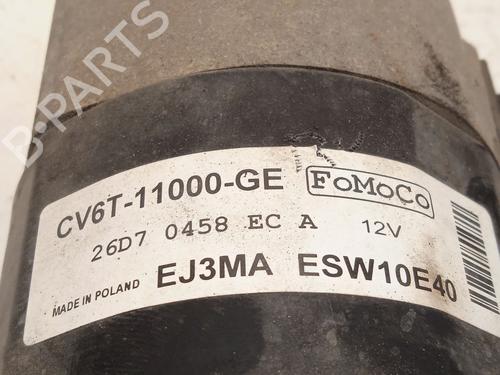 B-PARTS
CV6T-11000-GE FoMoCo
26D7 0458 EC A 12V
MADE IN POLAND EJ3MA ESW10E40